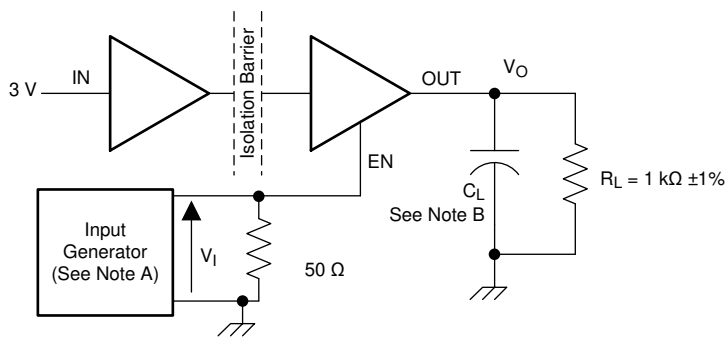 3 V
IN
Isolation Barrier
OUT
V_O
EN
Input
Generator
(See Note A)
V_I
50 Ω
C_L
See Note B
R_L = 1 kΩ ±1%